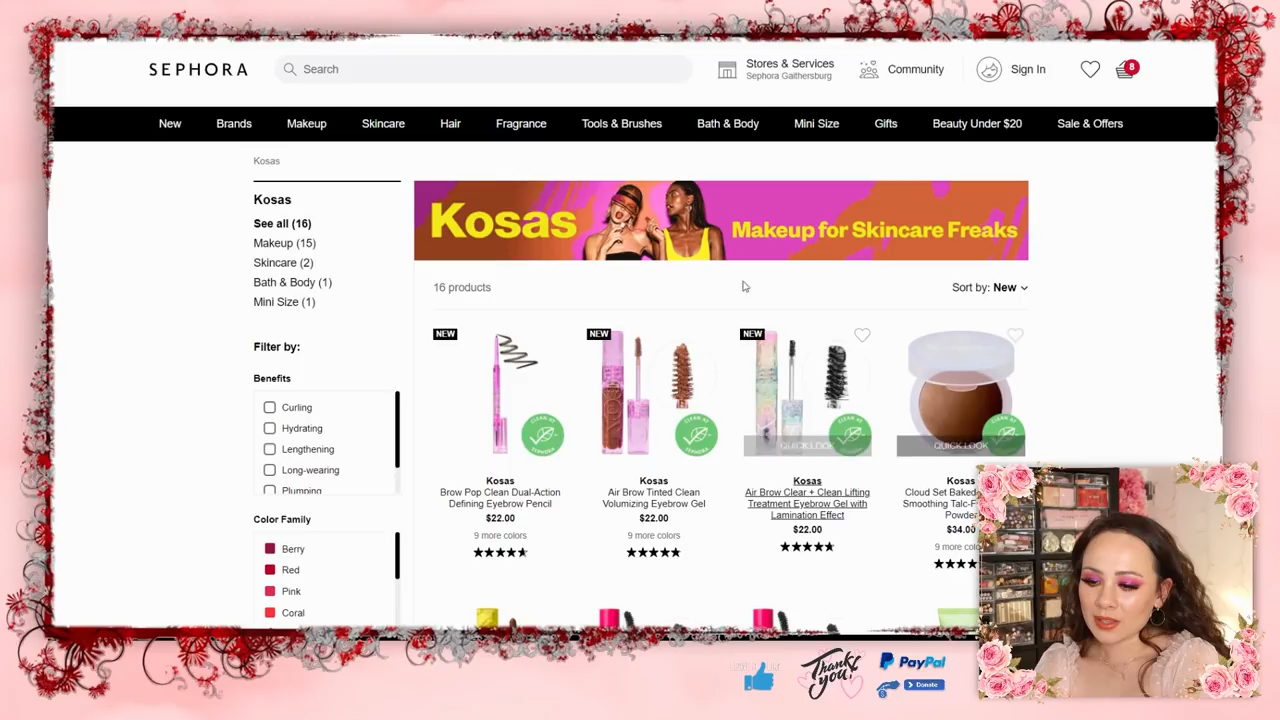 SEPHORA
Search
Stores & Services
Sephora Gaithersburg
Community
Sign In
8
New
Brands
Makeup
Skincare
Hair
Fragrance
Tools & Brushes
Bath & Body
Mini Size
Gifts
Beauty Under $20
Sale & Offers
Kosas
Kosas
See all (16)
Makeup (15)
Skincare (2)
Bath & Body (1)
Mini Size (1)
Filter by:
Benefits
Curling
Hydrating
Lengthening
Long-wearing
Plumping
Color Family
Berry
Red
Pink
Coral
Kosas
Makeup for Skincare Freaks
16 products
Sort by: New
NEW
Kosas
Brow Pop Clean Dual-Action
Defining Eyebrow Pencil
$22.00
9 more colors
NEW
Kosas
Air Brow Tinted Clean
Volumizing Eyebrow Gel
$22.00
9 more colors
NEW
QUICK LOOK
Kosas
Air Brow Clear + Clean Lifting
Treatment Eyebrow Gel with
Lamination Effect
$22.00
QUICK LOOK
Kosas
Cloud Set Baked
Smoothing Talc-F
Powde
$34.00
9 more
Thank
you!
PayPal
Donate